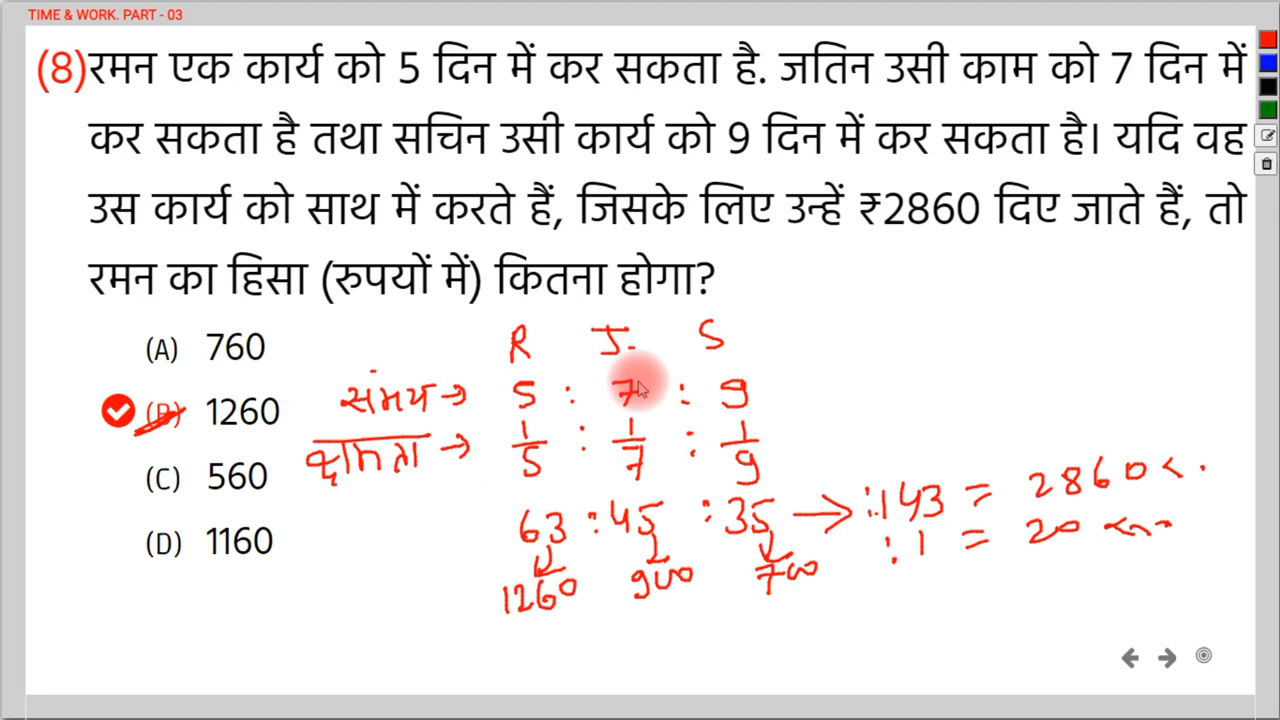 TIME & WORK. PART - 03
(8)रमन एक कार्य को 5 दिन में कर सकता है. जतिन उसी काम को 7 दिन में
कर सकता है तथा सचिन उसी कार्य को 9 दिन में कर सकता है। यदि वह
उस कार्य को साथ में करते हैं, जिसके लिए उन्हें ₹2860 दिए जाते हैं, तो
रमन का हिसा (रुपयों में) कितना होगा?
(A) 760
(B) 1260
(C) 560
(D) 1160
R J. S
समय → 5 : 7 : 9
क्षमता → 1/5 : 1/7 : 1/9
63 : 45 : 35 → :.143 = 2860
:1 = 20
1260 900 700